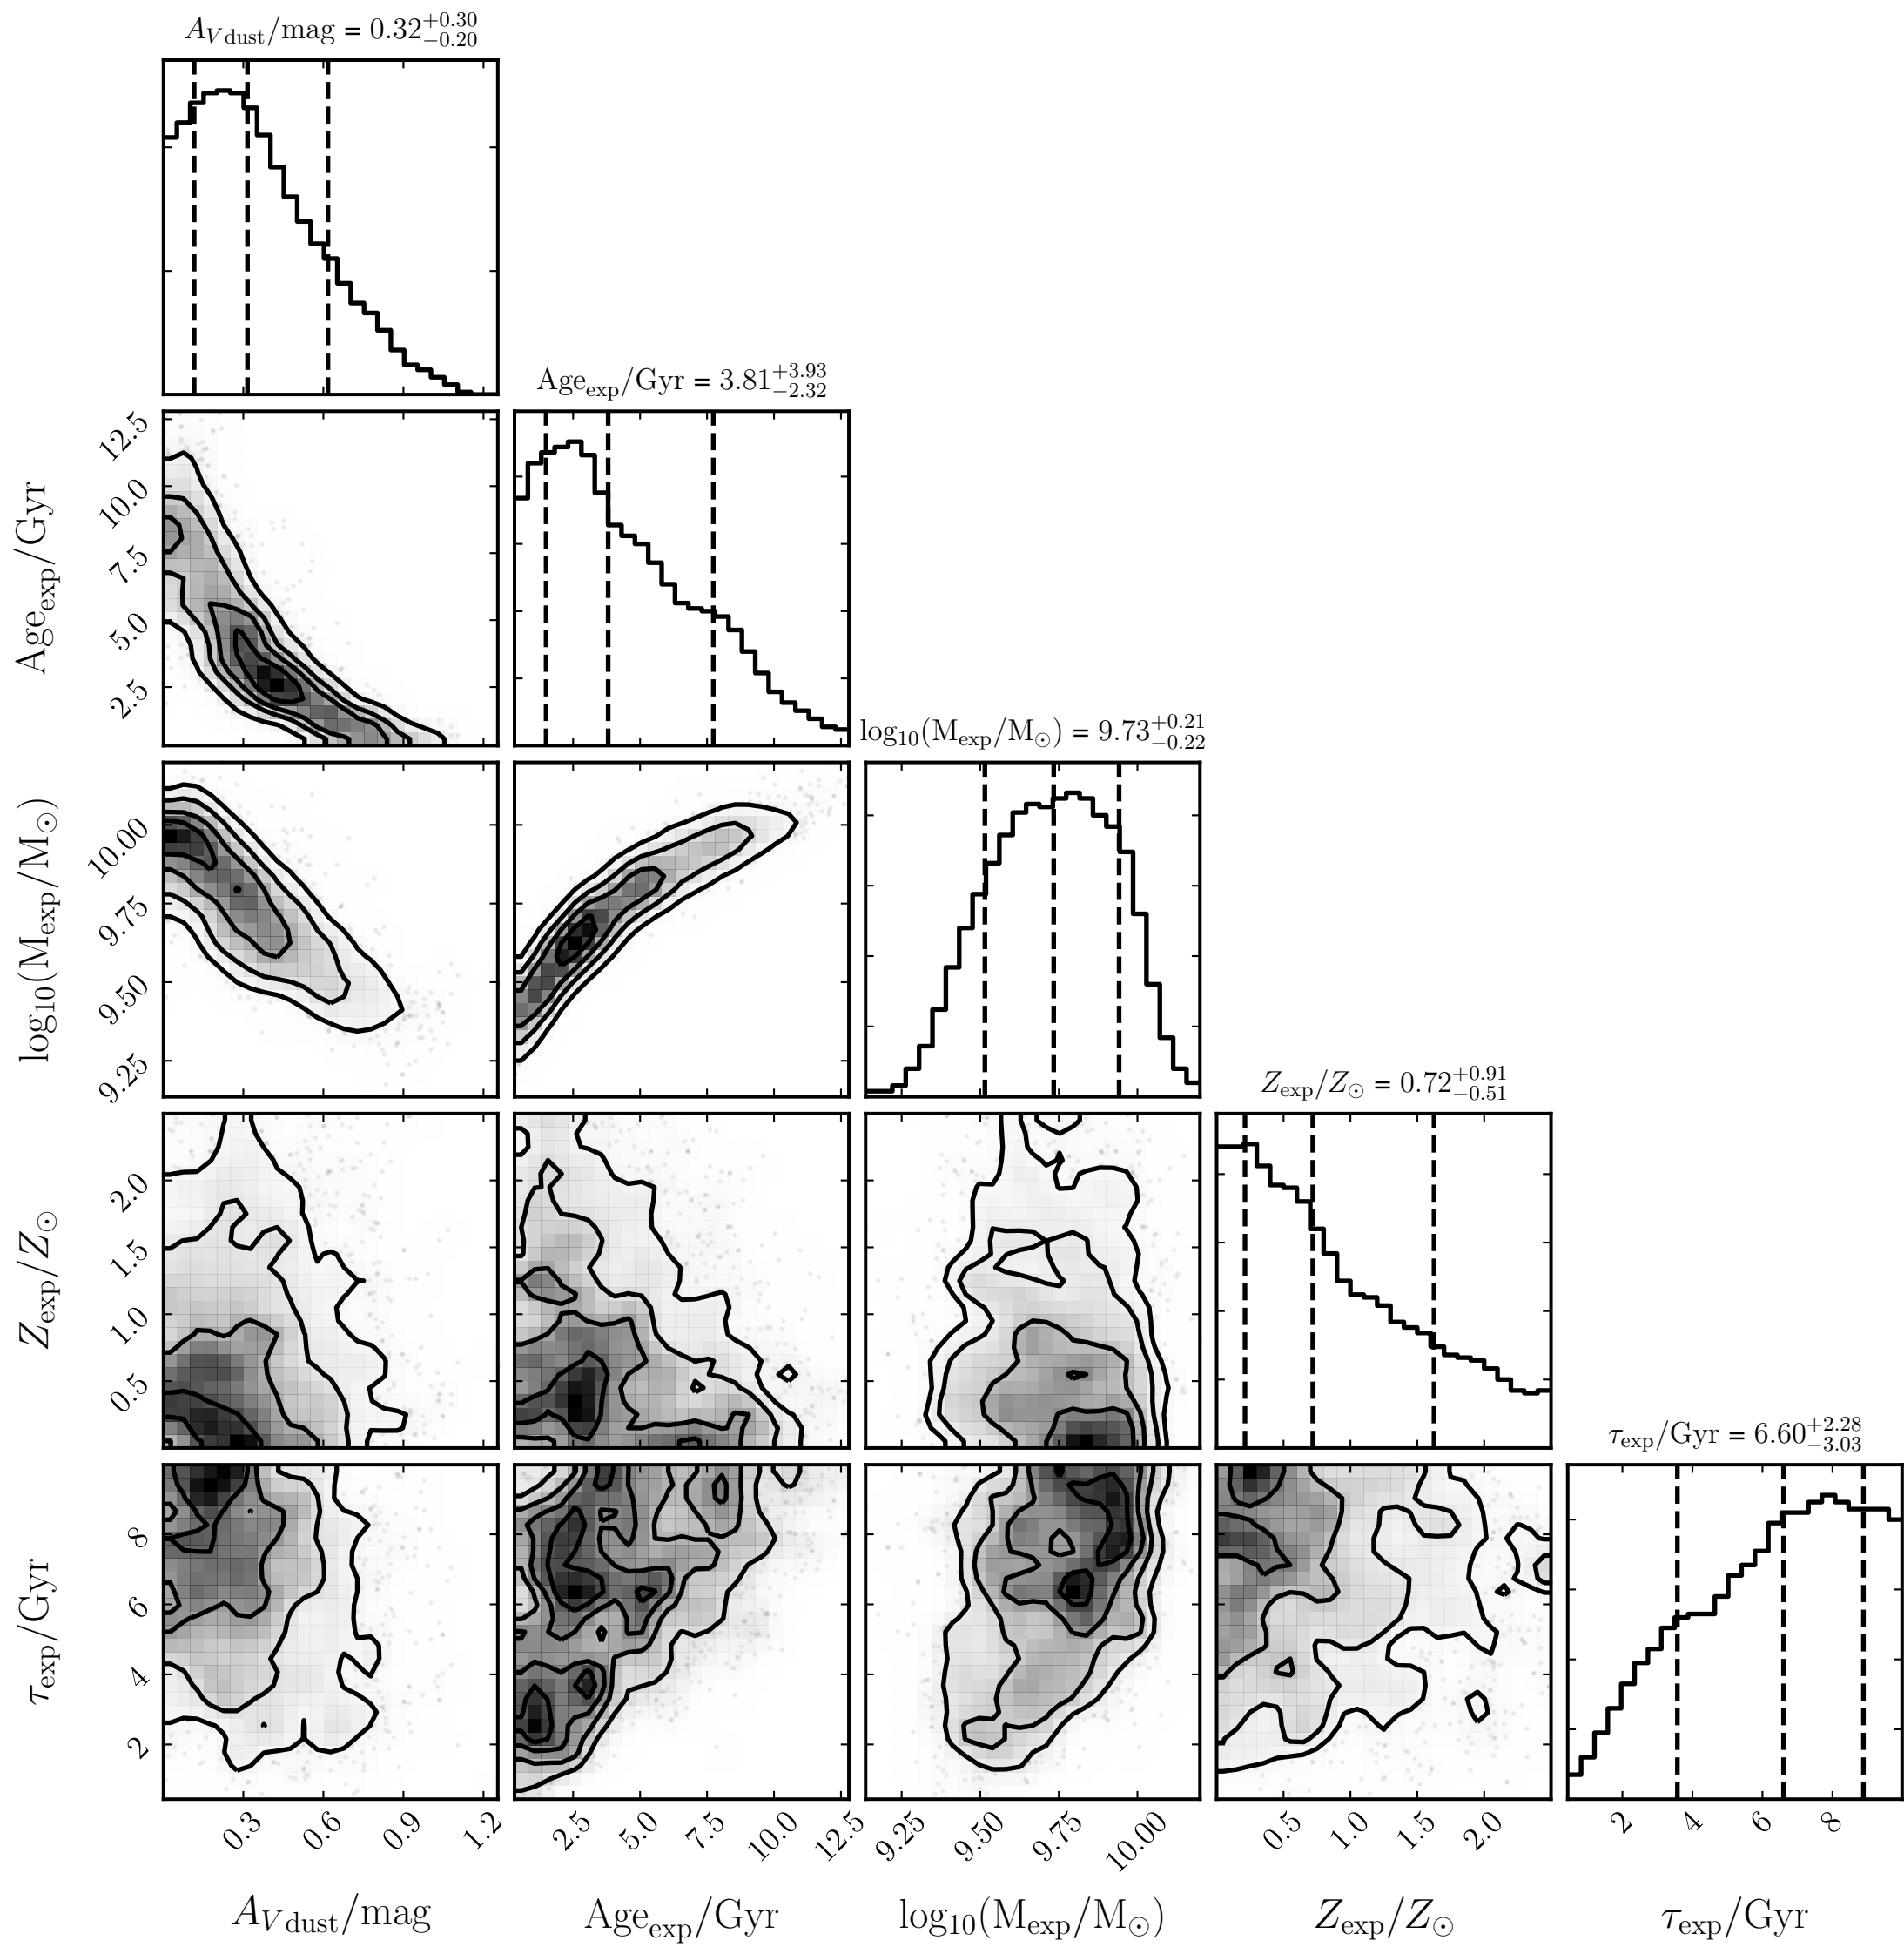 A_V dust/mag = 0.32^{+0.30}_{−0.20}
Age_exp/Gyr = 3.81^{+3.93}_{−2.32}
12.5
10.0
7.5
5.0
2.5
Age_exp/Gyr
log₁₀(M_exp/M_⊙) = 9.73^{+0.21}_{−0.22}
10.00
9.75
9.50
9.25
log₁₀(M_exp/M_⊙)
Z_exp/Z_⊙ = 0.72^{+0.91}_{−0.51}
2.0
1.5
1.0
0.5
Z_exp/Z_⊙
τ_exp/Gyr = 6.60^{+2.28}_{−3.03}
8
6
4
2
τ_exp/Gyr
0.3 0.6 0.9 1.2 2.5 5.0 7.5 10.0 12.5 9.25 9.50 9.75 10.00 0.5 1.0 1.5 2.0 2 4 6 8
A_V dust/mag Age_exp/Gyr log₁₀(M_exp/M_⊙) Z_exp/Z_⊙ τ_exp/Gyr